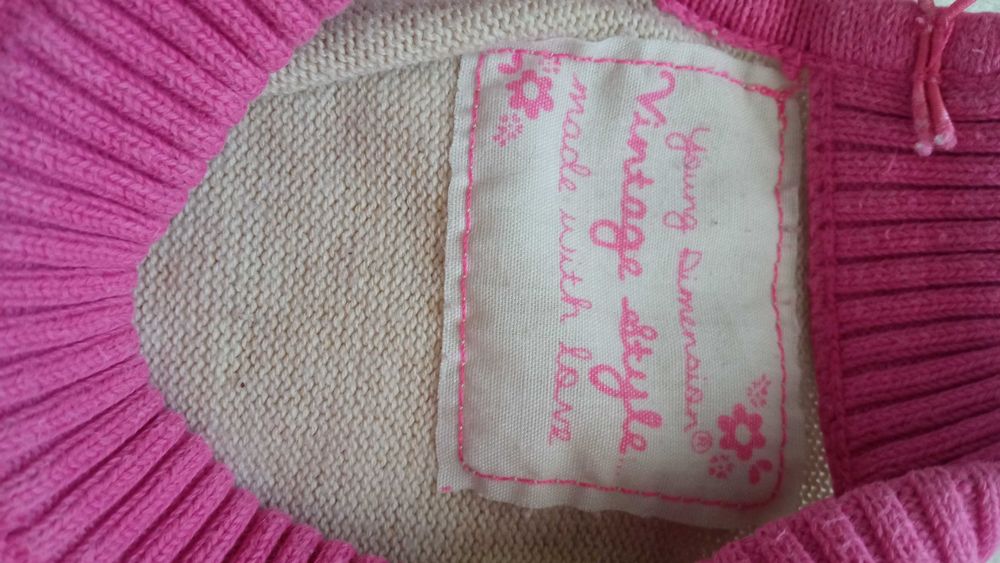 young Dimension®
Vintage style...
made with love